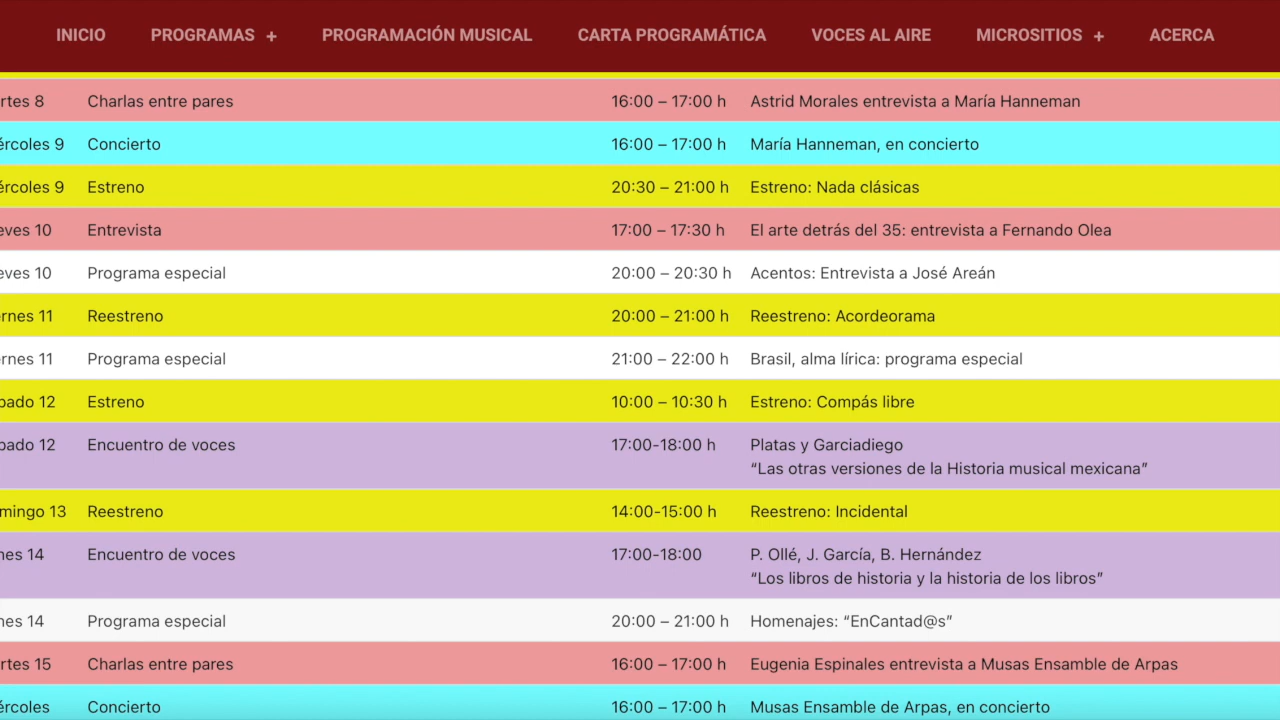 INICIO PROGRAMAS + PROGRAMACIÓN MUSICAL CARTA PROGRAMÁTICA VOCES AL AIRE MICROSITIOS + ACERCA
rtes 8 Charlas entre pares 16:00 – 17:00 h Astrid Morales entrevista a María Hanneman
ércoles 9 Concierto 16:00 – 17:00 h María Hanneman, en concierto
ércoles 9 Estreno 20:30 – 21:00 h Estreno: Nada clásicas
eves 10 Entrevista 17:00 – 17:30 h El arte detrás del 35: entrevista a Fernando Olea
eves 10 Programa especial 20:00 – 20:30 h Acentos: Entrevista a José Areán
rnes 11 Reestreno 20:00 – 21:00 h Reestreno: Acordeorama
rnes 11 Programa especial 21:00 – 22:00 h Brasil, alma lírica: programa especial
bado 12 Estreno 10:00 – 10:30 h Estreno: Compás libre
bado 12 Encuentro de voces 17:00-18:00 h Platas y Garciadiego
“Las otras versiones de la Historia musical mexicana”
mingo 13 Reestreno 14:00-15:00 h Reestreno: Incidental
nes 14 Encuentro de voces 17:00-18:00 P. Ollé, J. García, B. Hernández
“Los libros de historia y la historia de los libros”
nes 14 Programa especial 20:00 – 21:00 h Homenajes: “EnCantad@s”
rtes 15 Charlas entre pares 16:00 – 17:00 h Eugenia Espinales entrevista a Musas Ensamble de Arpas
ércoles Concierto 16:00 – 17:00 h Musas Ensamble de Arpas, en concierto